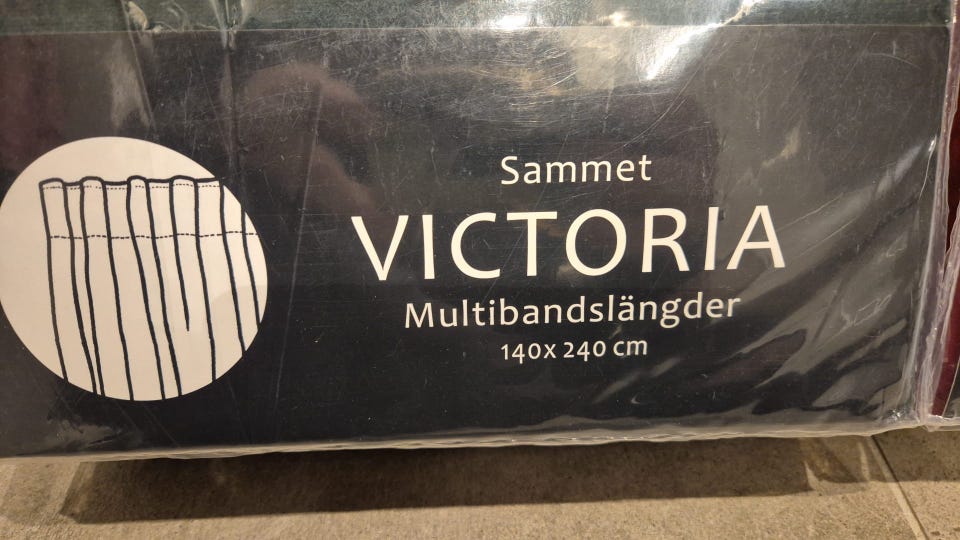 Sammet
VICTORIA
Multibandslängder
140x 240 cm